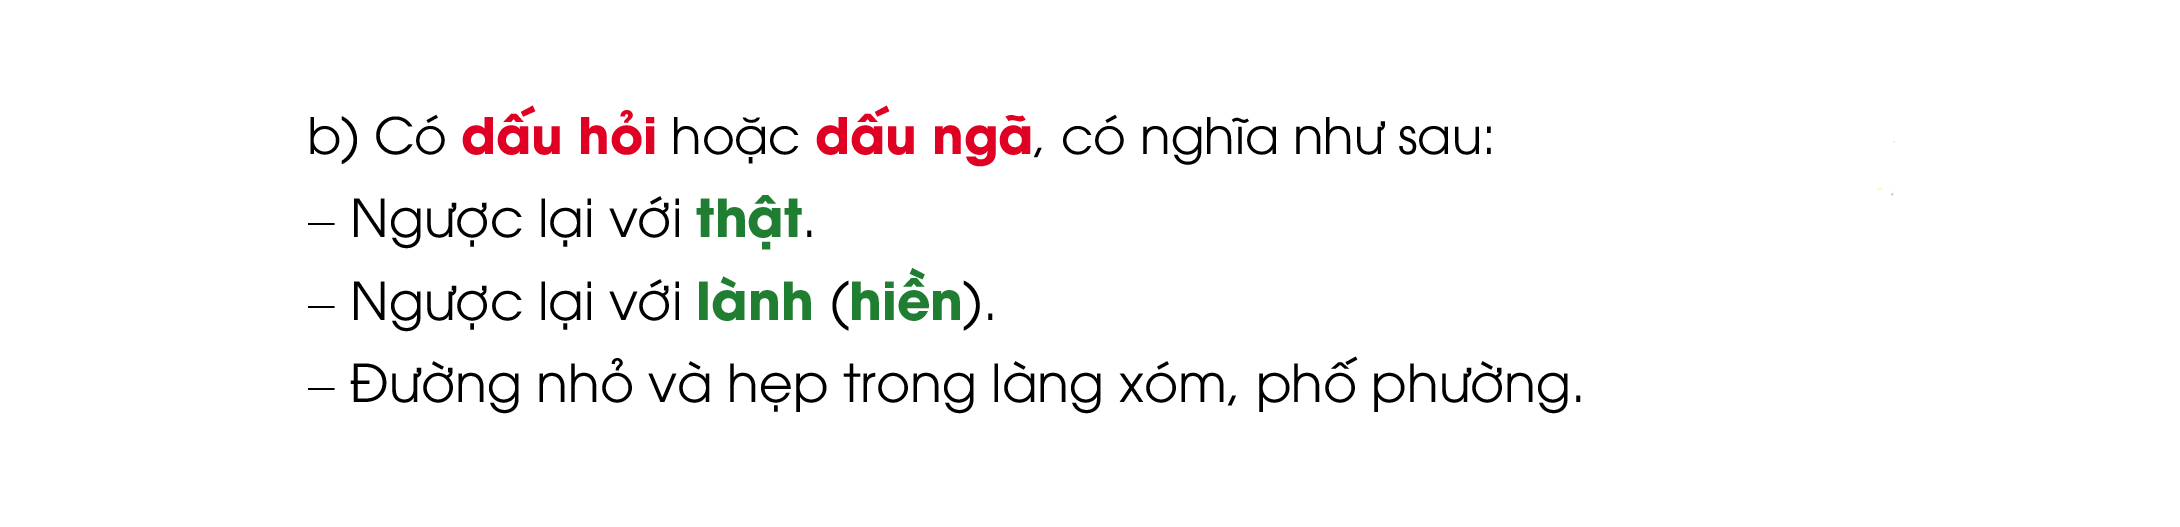 b) Có dấu hỏi hoặc dấu ngã, có nghĩa như sau:
– Ngược lại với thật.
– Ngược lại với lành (hiền).
– Đường nhỏ và hẹp trong làng xóm, phố phường.